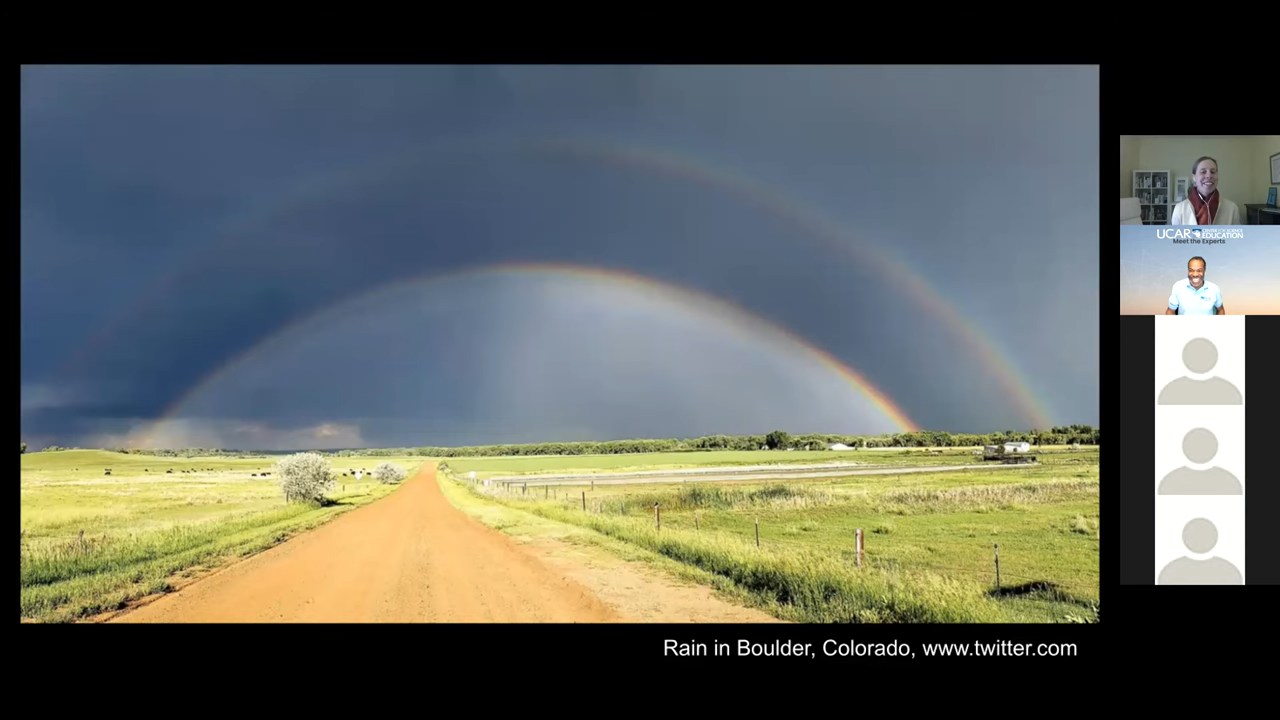 UCAR CENTER FOR SCIENCE EDUCATION
Meet the Experts
Rain in Boulder, Colorado, www.twitter.com